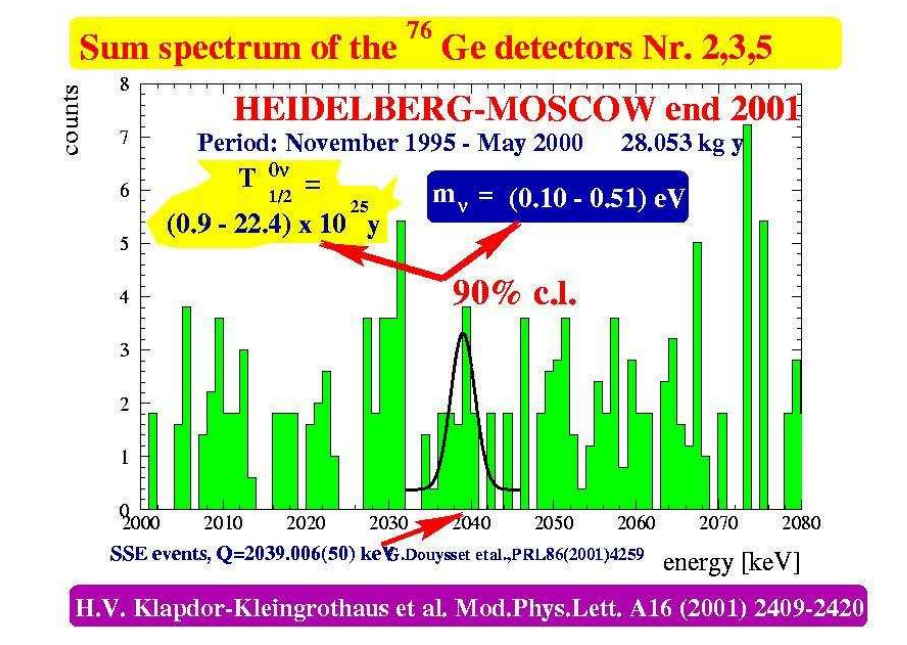 Sum spectrum of the ⁷⁶ Ge detectors Nr. 2,3,5
HEIDELBERG-MOSCOW end 2001
Period: November 1995 - May 2000 28.053 kg y
T 0ν 1/2 =
(0.9 - 22.4) x 10 ²⁵ y
m ν = (0.10 - 0.51) eV
90% c.l.
counts
8
7
6
5
4
3
2
1
0
2000 2010 2020 2030 2040 2050 2060 2070 2080
SSE events, Q=2039.006(50) keV G.Douysset etal.,PRL86(2001)4259
energy [keV]
H.V. Klapdor-Kleingrothaus et al. Mod.Phys.Lett. A16 (2001) 2409-2420